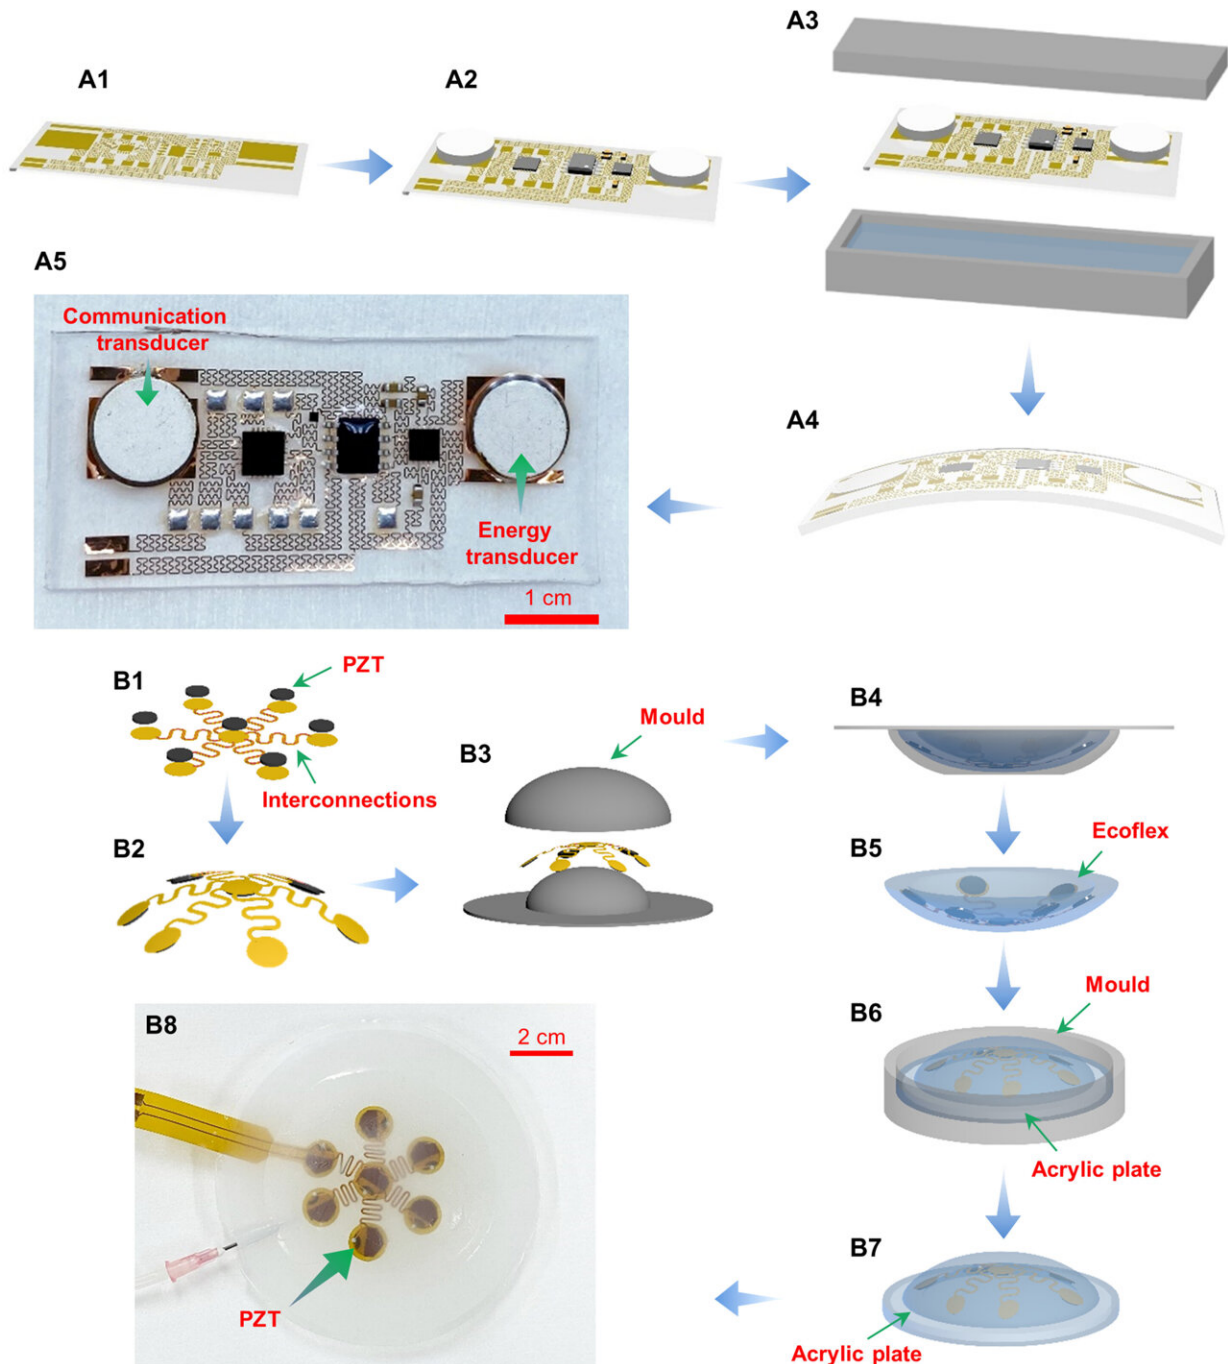 A1
A2
A3
A5
Communication
transducer
Energy
transducer
1 cm
A4
B1
PZT
Interconnections
B2
B3
Mould
B4
Ecoflex
B5
Mould
B6
Acrylic plate
B7
Acrylic plate
B8
2 cm
PZT